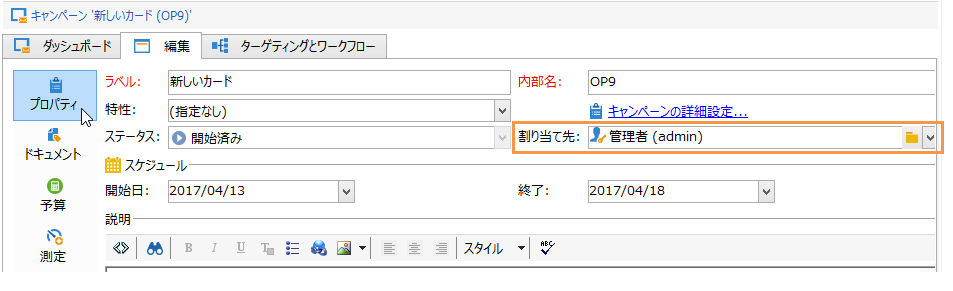 キャンペーン '新しいカード (OP9)'
ダッシュボード 編集 ターゲティングとワークフロー
プロパティ
ドキュメント
予算
測定
ラベル: 新しいカード 内部名: OP9
特性: (指定なし) キャンペーンの詳細設定...
ステータス: 開始済み 割り当て先: 管理者 (admin)
スケジュール
開始日: 2017/04/13 終了: 2017/04/18
説明
B I U T スタイル ABC